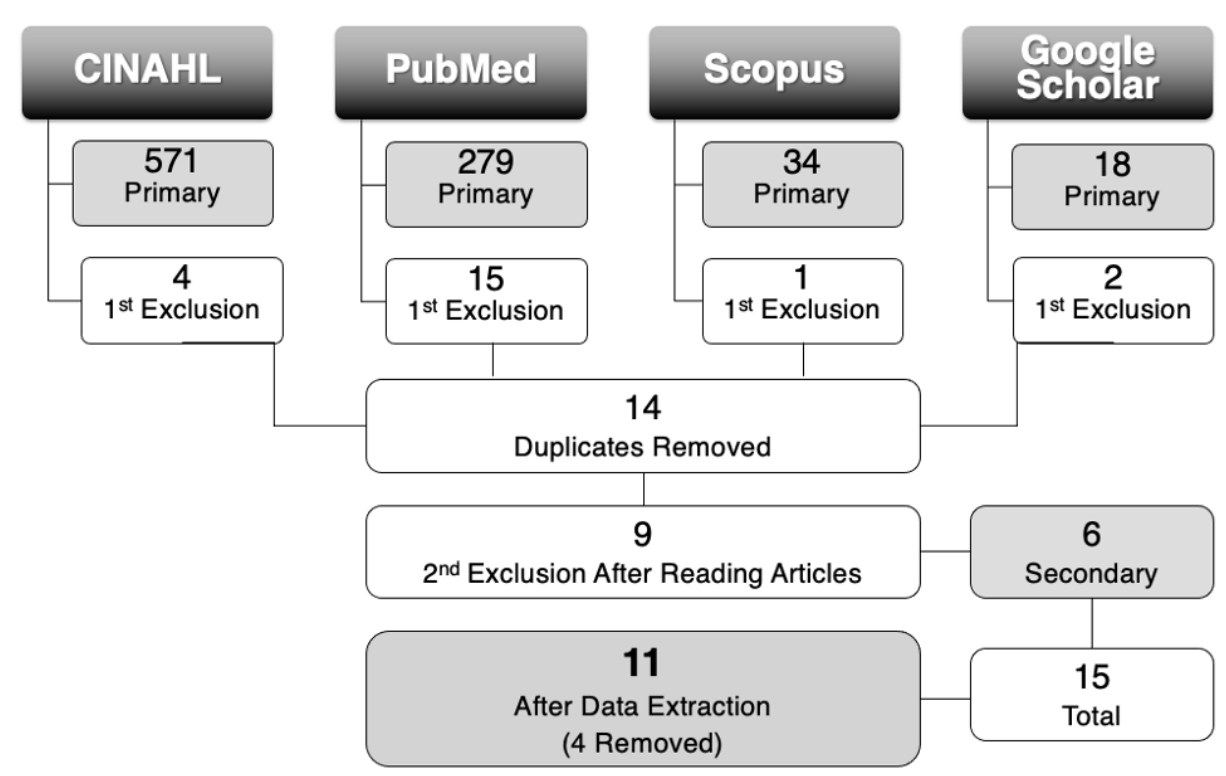 CINAHL
PubMed
Scopus
Google
Scholar
571
Primary
279
Primary
34
Primary
18
Primary
4
1st Exclusion
15
1st Exclusion
1
1st Exclusion
2
1st Exclusion
14
Duplicates Removed
9
2nd Exclusion After Reading Articles
6
Secondary
11
After Data Extraction
(4 Removed)
15
Total